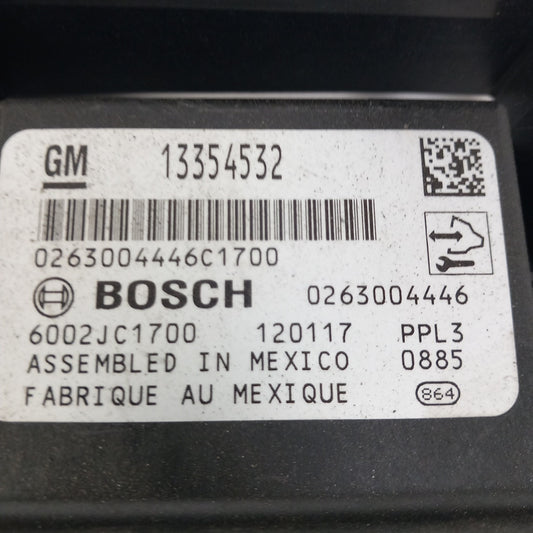 GM 13354532
0263004446C1700
BOSCH 0263004446
6002JC1700 120117 PPL3
ASSEMBLED IN MEXICO 0885
FABRIQUE AU MEXIQUE 864